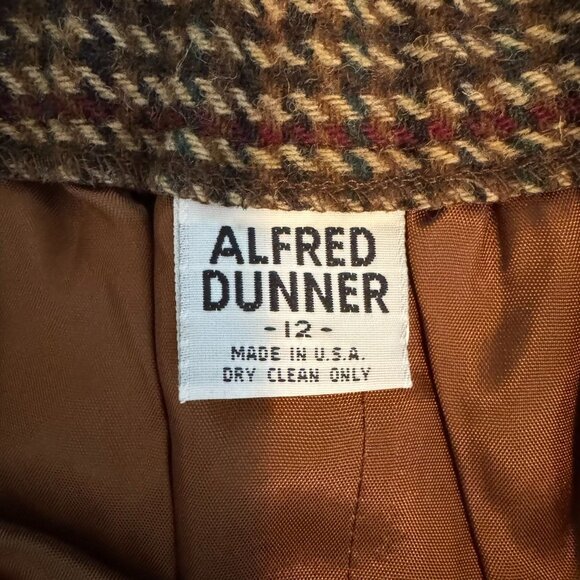 ALFRED
DUNNER
-12-
MADE IN U.S.A.
DRY CLEAN ONLY